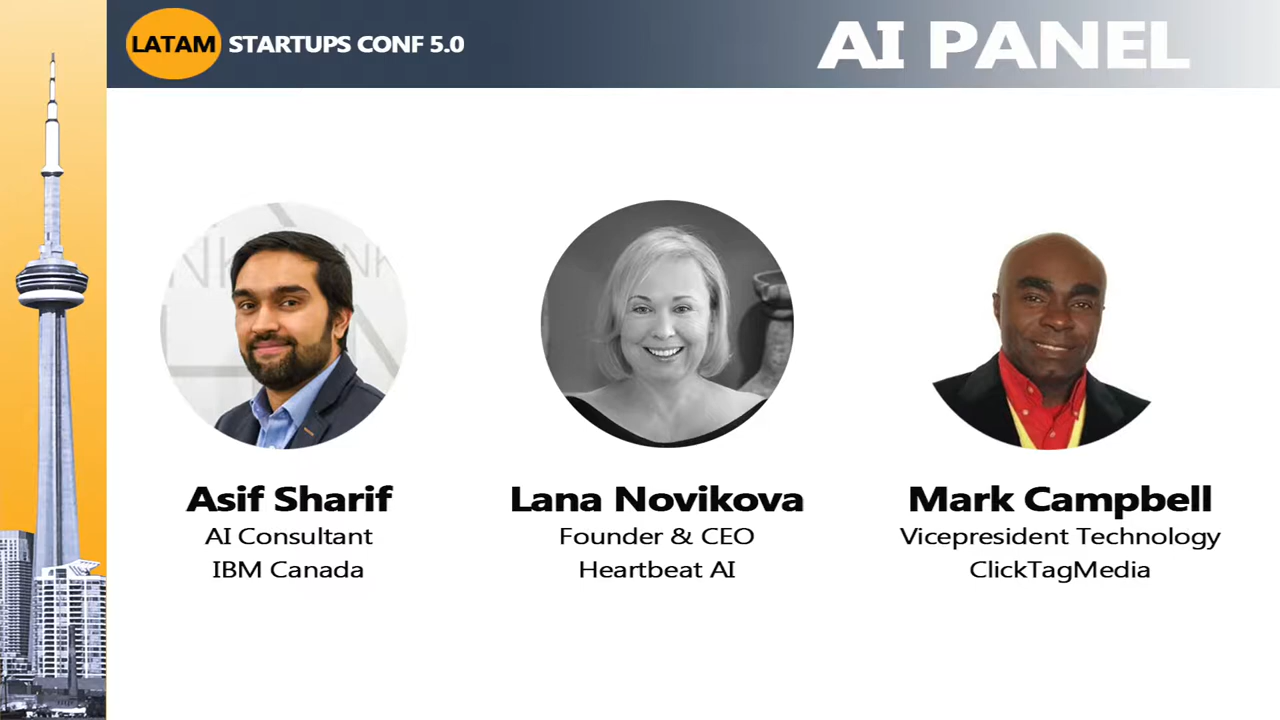 LATAM STARTUPS CONF 5.0
AI PANEL
Asif Sharif
AI Consultant
IBM Canada
Lana Novikova
Founder & CEO
Heartbeat AI
Mark Campbell
Vicepresident Technology
ClickTagMedia